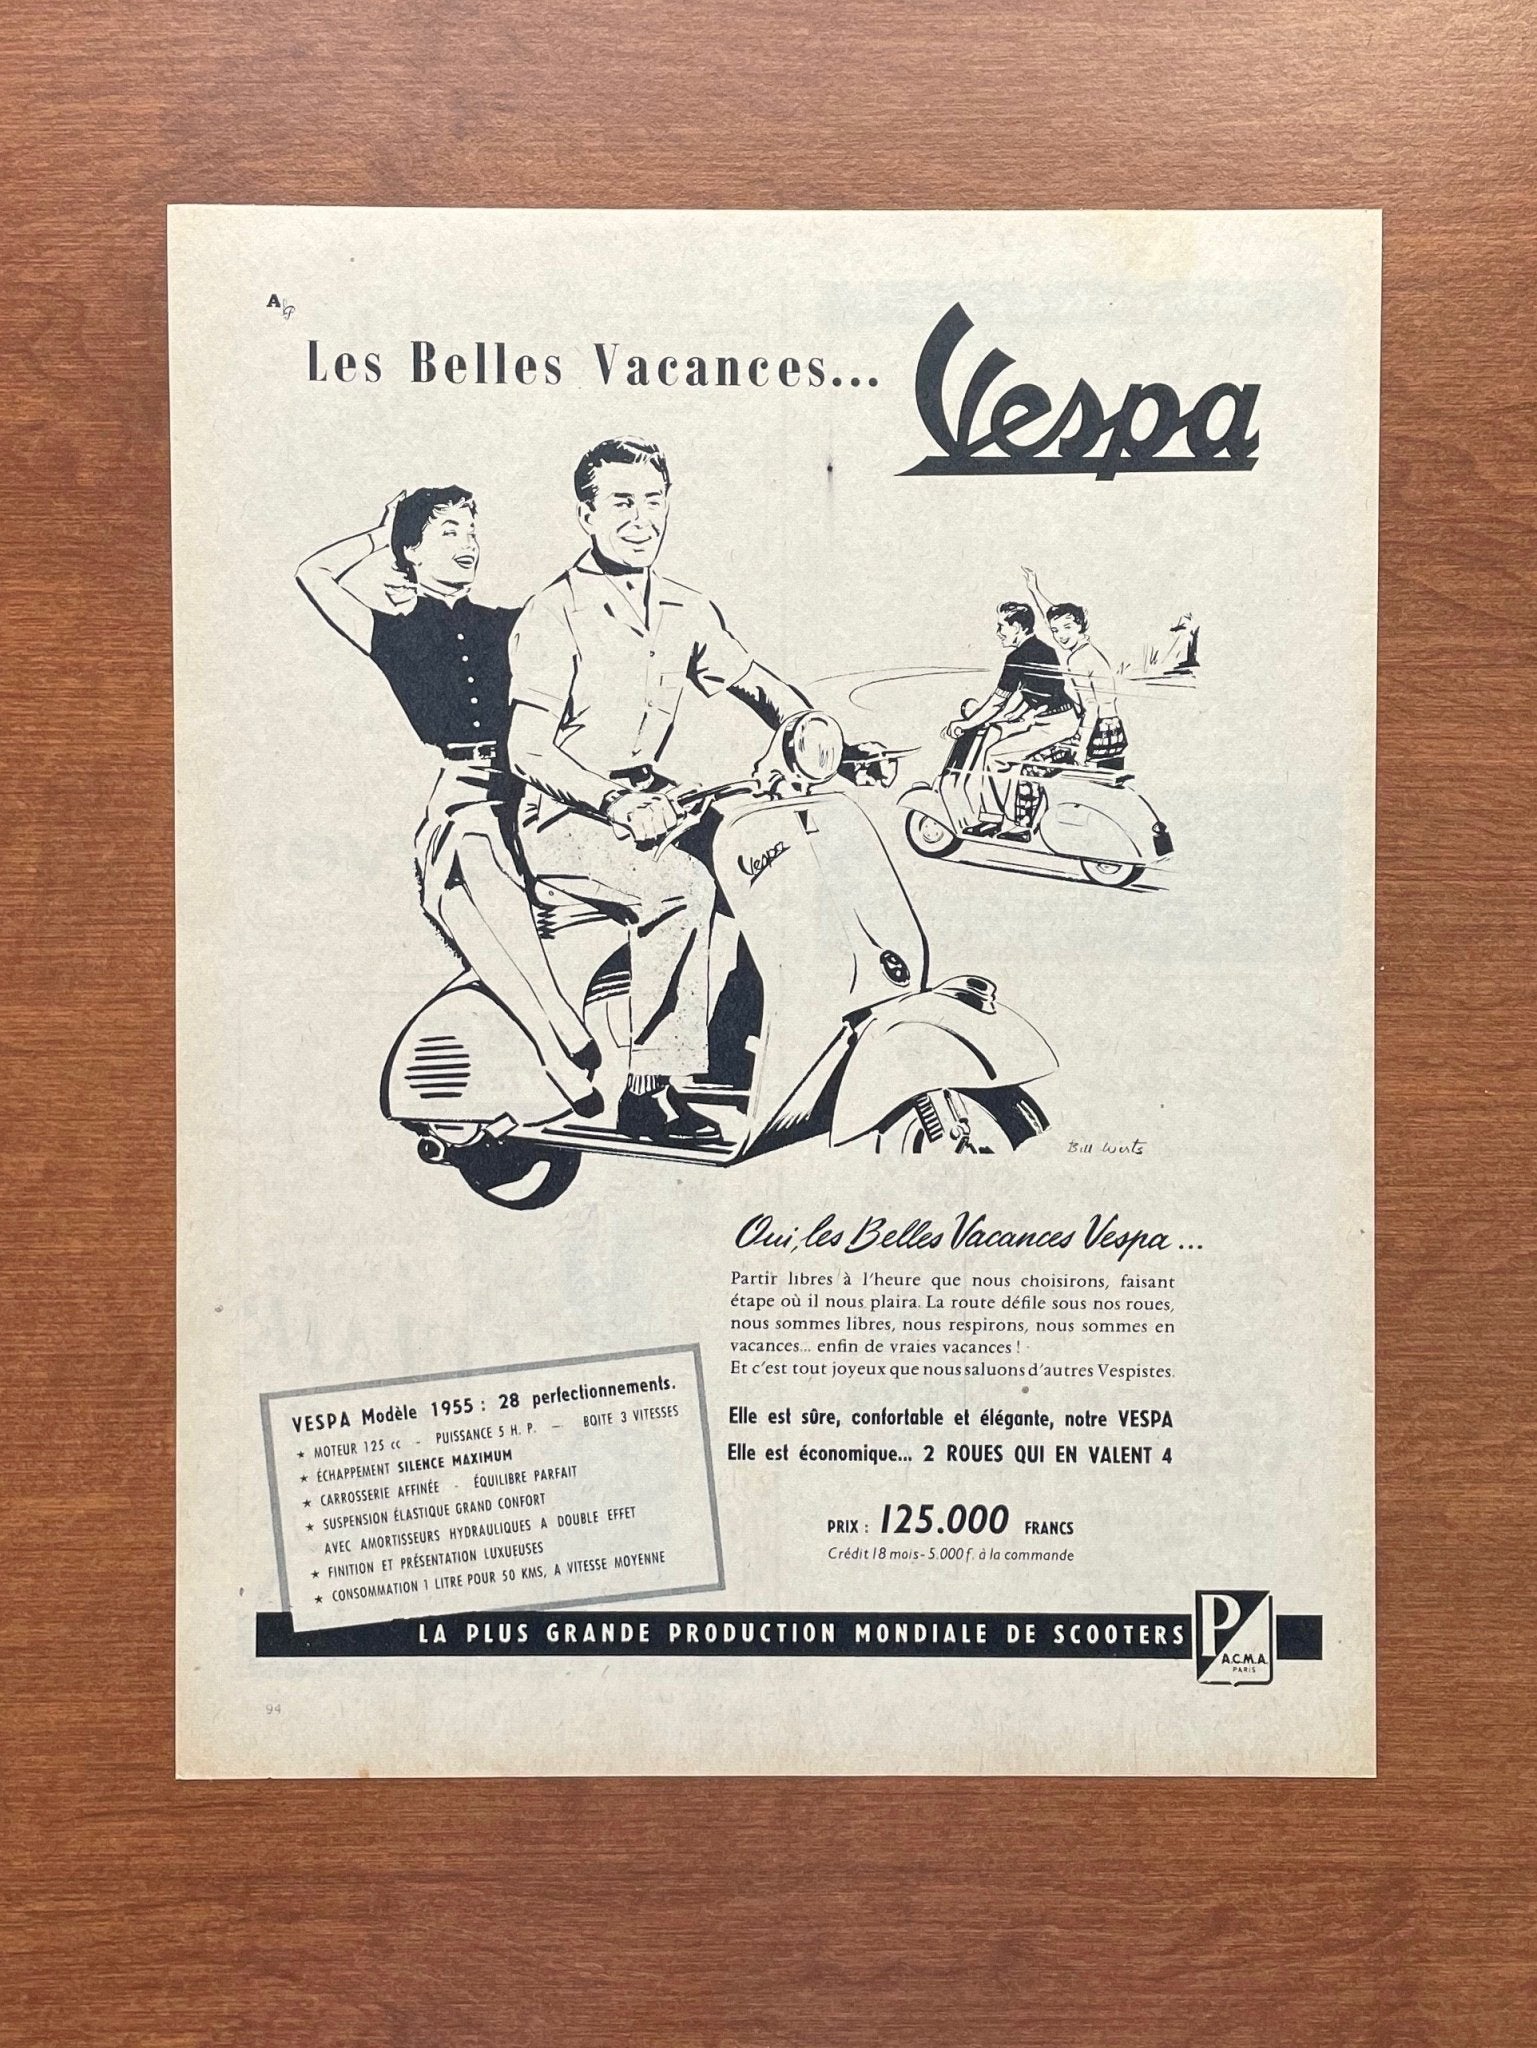 A&P
Les Belles Vacances...
Vespa
Vespa
Bill Wirts
Oui, les Belles Vacances Vespa ...
Partir libres à l'heure que nous choisirons, faisant
étape où il nous plaira. La route défile sous nos roues,
nous sommes libres, nous respirons, nous sommes en
vacances... enfin de vraies vacances !
Et c'est tout joyeux que nous saluons d'autres Vespistes.
Elle est sûre, confortable et élégante, notre VESPA
Elle est économique... 2 ROUES QUI EN VALENT 4
PRIX : 125.000 FRANCS
Crédit 18 mois - 5.000 f. à la commande
VESPA Modèle 1955 : 28 perfectionnements.
★ MOTEUR 125 cc - PUISSANCE 5 H. P. — BOITE 3 VITESSES
★ ÉCHAPPEMENT SILENCE MAXIMUM
★ CARROSSERIE AFFINÉE - ÉQUILIBRE PARFAIT
★ SUSPENSION ÉLASTIQUE GRAND CONFORT
AVEC AMORTISSEURS HYDRAULIQUES A DOUBLE EFFET
★ FINITION ET PRÉSENTATION LUXUEUSES
★ CONSOMMATION 1 LITRE POUR 50 KMS, A VITESSE MOYENNE
LA PLUS GRANDE PRODUCTION MONDIALE DE SCOOTERS
P
A.C.M.A.
PARIS
94